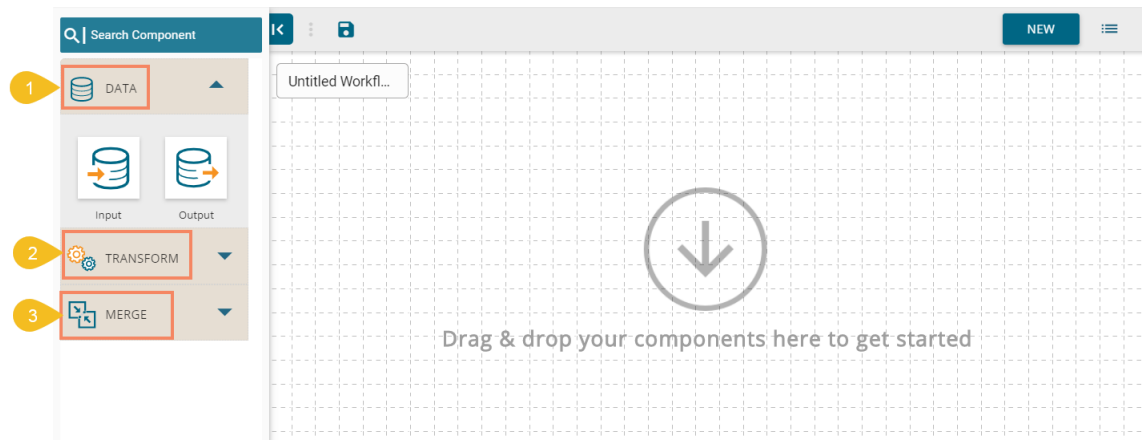 Search Component
NEW
1
DATA
Untitled Workfl...
Input
Output
2
TRANSFORM
3
MERGE
Drag & drop your components here to get started